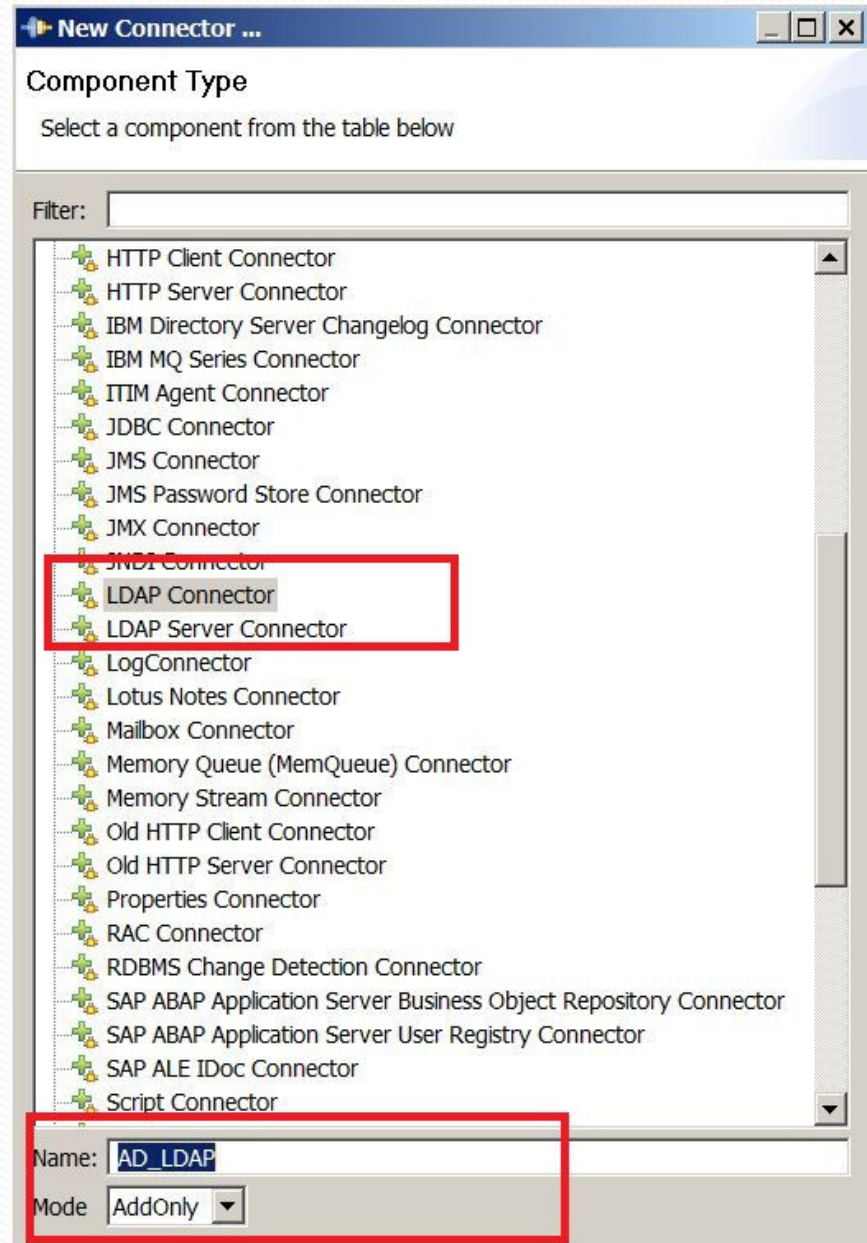 New Connector ...
Component Type
Select a component from the table below
Filter:
HTTP Client Connector
HTTP Server Connector
IBM Directory Server Changelog Connector
IBM MQ Series Connector
ITIM Agent Connector
JDBC Connector
JMS Connector
JMS Password Store Connector
JMX Connector
JNDI Connector
LDAP Connector
LDAP Server Connector
LogConnector
Lotus Notes Connector
Mailbox Connector
Memory Queue (MemQueue) Connector
Memory Stream Connector
Old HTTP Client Connector
Old HTTP Server Connector
Properties Connector
RAC Connector
RDBMS Change Detection Connector
SAP ABAP Application Server Business Object Repository Connector
SAP ABAP Application Server User Registry Connector
SAP ALE IDoc Connector
Script Connector
Name: AD_LDAP
Mode AddOnly